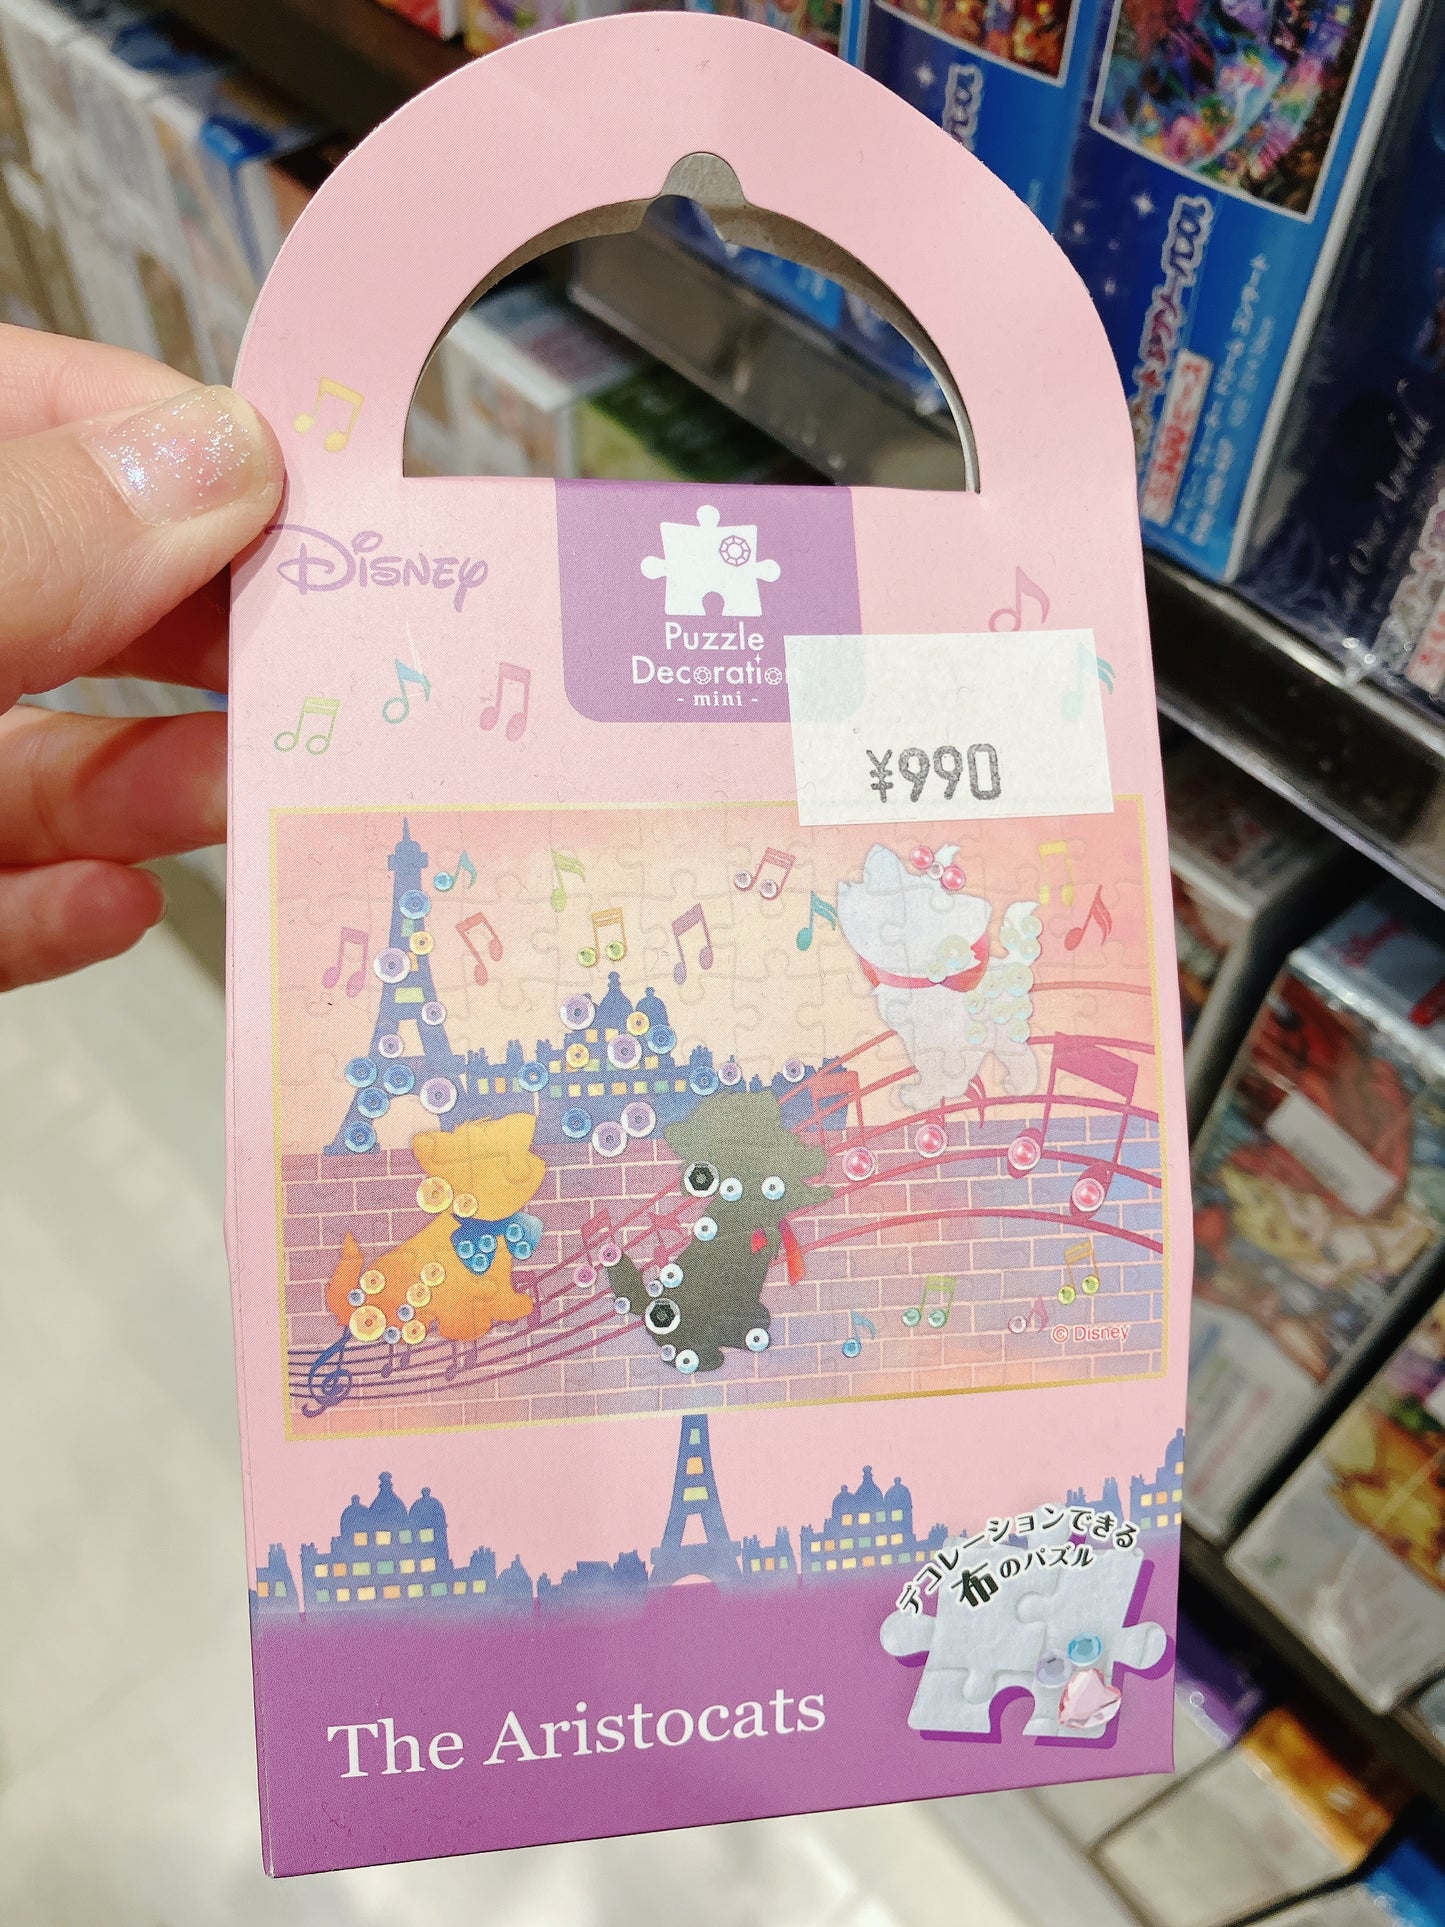 Disney
Puzzle
Decoration
- mini -
¥990
© Disney
デコレーションできる
布のパズル
The Aristocats